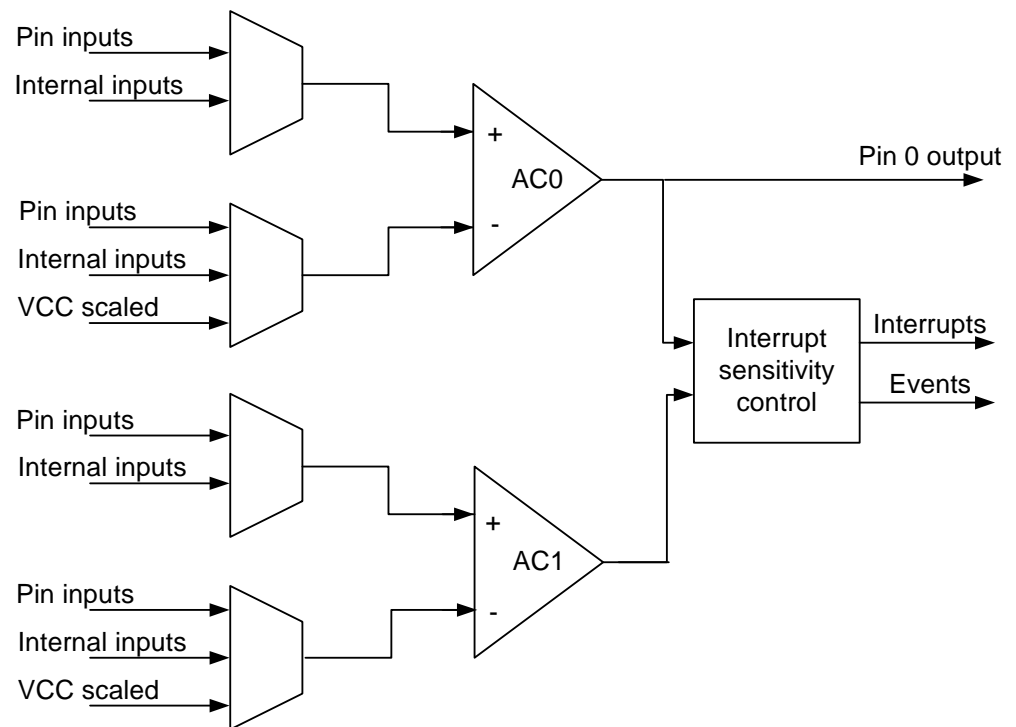 Pin inputs
Internal inputs
+
AC0
-
Pin 0 output
Pin inputs
Internal inputs
VCC scaled
Interrupt
sensitivity
control
Interrupts
Events
Pin inputs
Internal inputs
+
AC1
-
Pin inputs
Internal inputs
VCC scaled